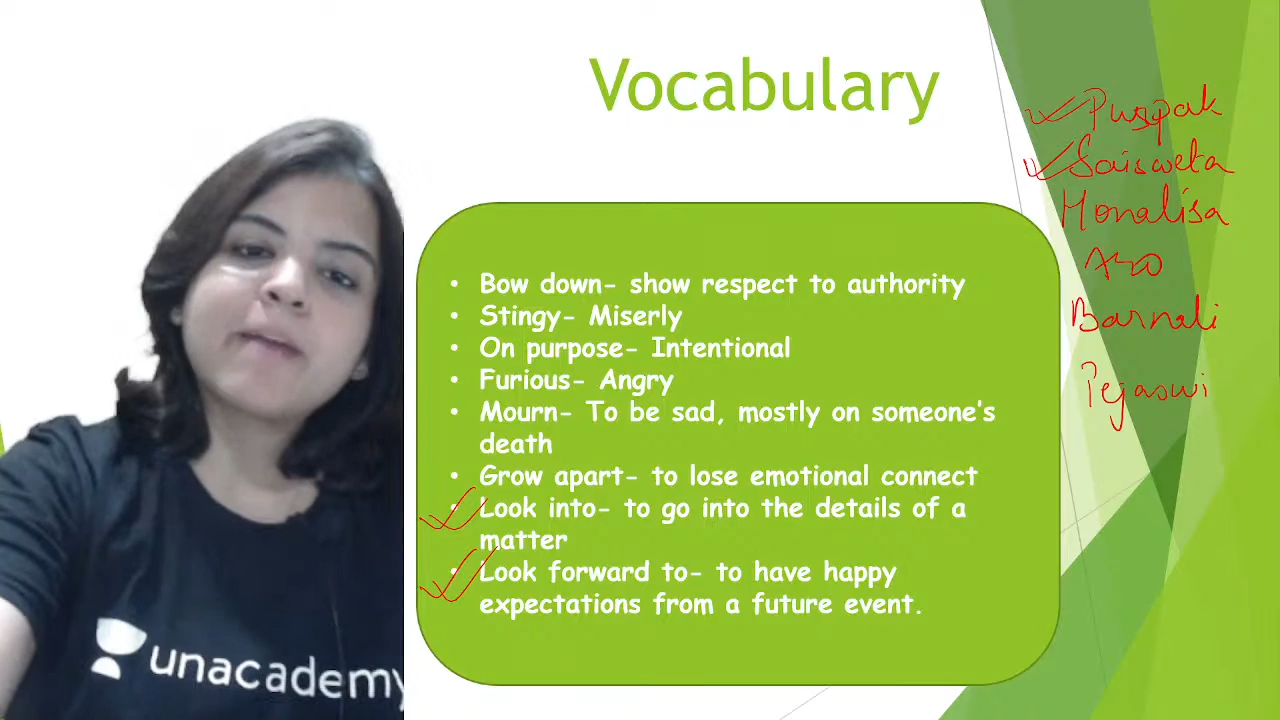 Vocabulary
Puspak
Saisweta
Monalisa
Barnali
Tejaswi
• Bow down- show respect to authority
• Stingy- Miserly
• On purpose- Intentional
• Furious- Angry
• Mourn- To be sad, mostly on someone's
death
• Grow apart- to lose emotional connect
• Look into- to go into the details of a
matter
• Look forward to- to have happy
expectations from a future event.
unacademy